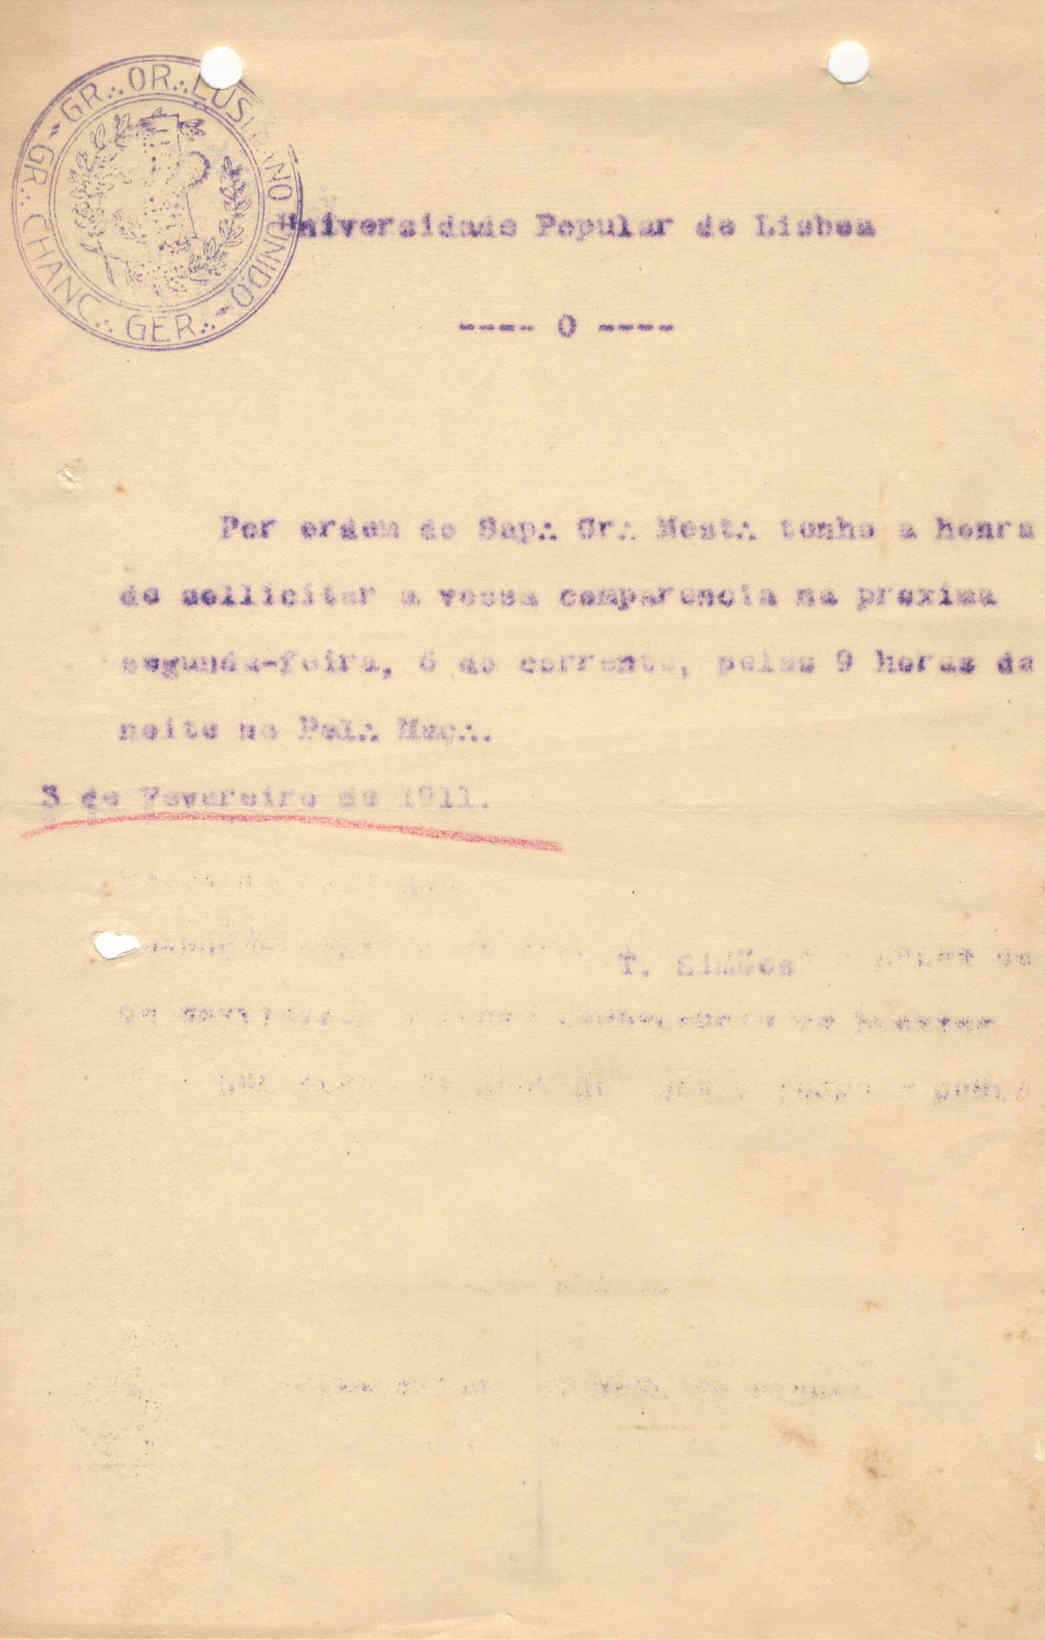 GR∴ OR∴ LUSITANO UNIDO
GR∴ CHANC∴ GER∴
Universidade Popular de Lisboa
---- 0 ----
Por ordem do Sap∴ Gr∴ Mest∴ tenho a honra
de sollicitar a vossa comparencia na proxima
segunda-feira, 6 do corrente, pelas 9 horas da
noite no Pal∴ Maç∴.
3 de Fevereiro de 1911.
T. Simões